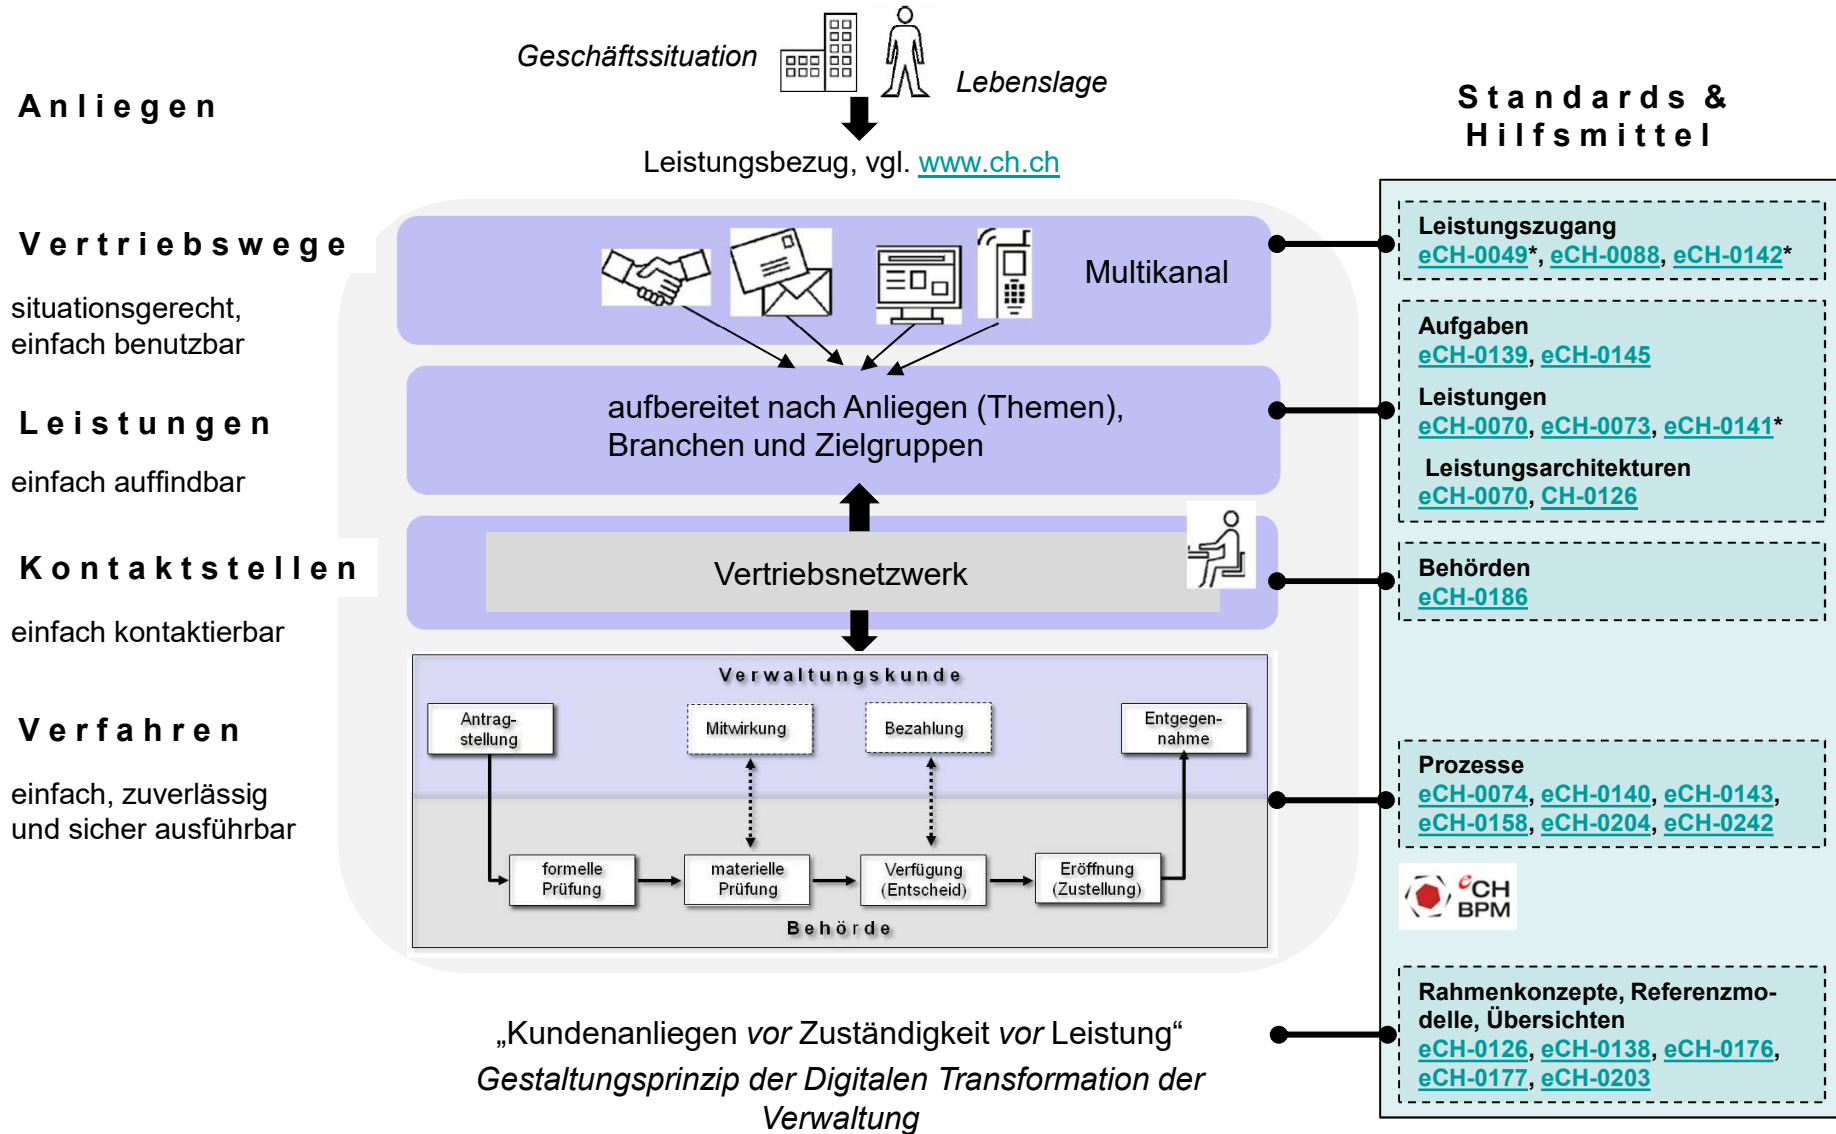 Geschäftssituation
Lebenslage
Anliegen
Leistungsbezug, vgl. www.ch.ch
Standards &
Hilfsmittel
Vertriebswege
situationsgerecht,
einfach benutzbar
Multikanal
Leistungszugang
eCH-0049*, eCH-0088, eCH-0142*
Leistungen
einfach auffindbar
aufbereitet nach Anliegen (Themen),
Branchen und Zielgruppen
Aufgaben
eCH-0139, eCH-0145
Leistungen
eCH-0070, eCH-0073, eCH-0141*
Leistungsarchitekturen
eCH-0070, CH-0126
Kontaktstellen
einfach kontaktierbar
Vertriebsnetzwerk
Behörden
eCH-0186
Verfahren
einfach, zuverlässig
und sicher ausführbar
Verwaltungskunde
Antrag-
stellung
Mitwirkung
Bezahlung
Entgegen-
nahme
formelle
Prüfung
materielle
Prüfung
Verfügung
(Entscheid)
Eröffnung
(Zustellung)
Behörde
Prozesse
eCH-0074, eCH-0140, eCH-0143,
eCH-0158, eCH-0204, eCH-0242
eCH
BPM
„Kundenanliegen vor Zuständigkeit vor Leistung“
Gestaltungsprinzip der Digitalen Transformation der
Verwaltung
Rahmenkonzepte, Referenzmo-
delle, Übersichten
eCH-0126, eCH-0138, eCH-0176,
eCH-0177, eCH-0203